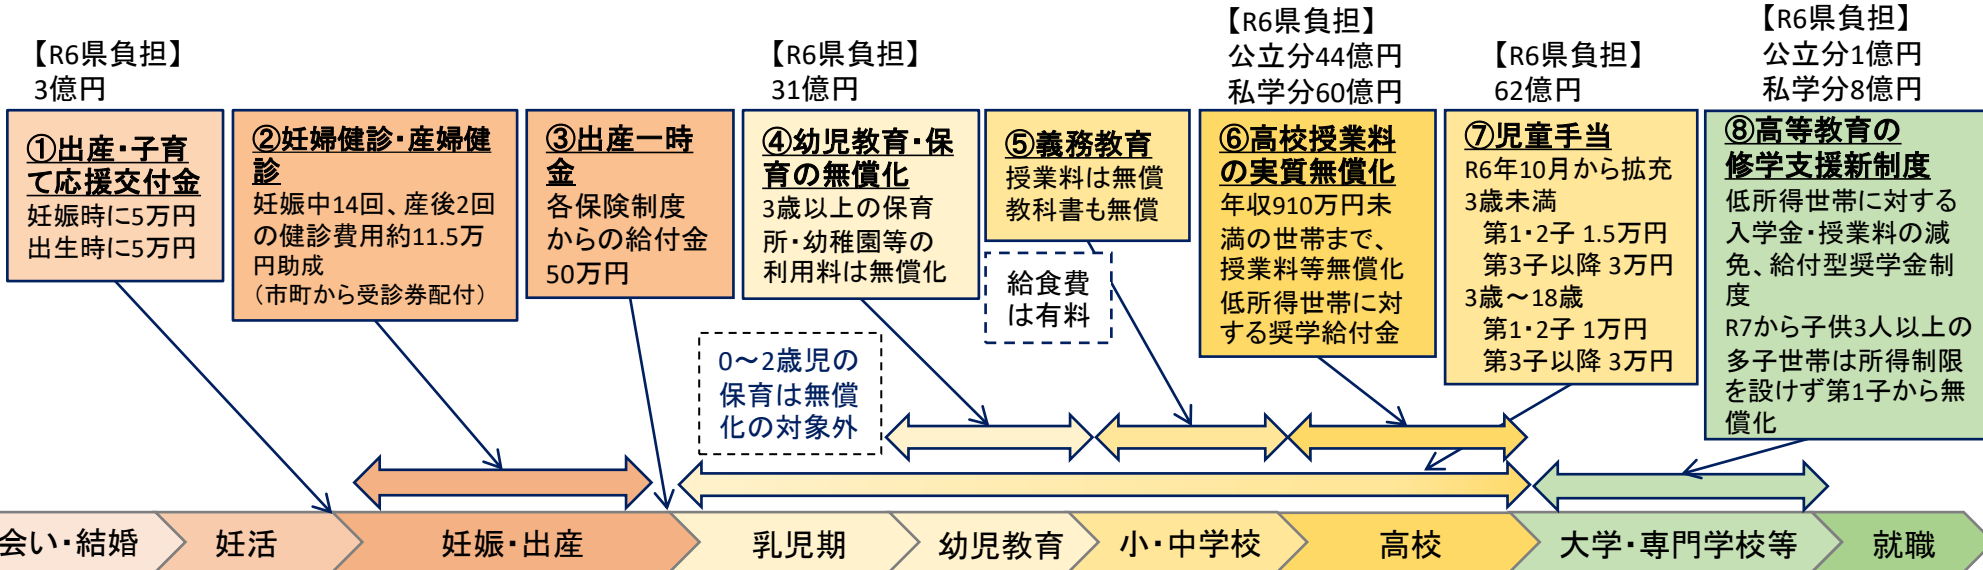 【R6県負担】
3億円
①出産・子育
て応援交付金
妊娠時に5万円
出生時に5万円
②妊婦健診・産婦健
診
妊娠中14回、産後2回
の健診費用約11.5万
円助成
（市町から受診券配付）
③出産一時
金
各保険制度
からの給付金
50万円
【R6県負担】
31億円
④幼児教育・保
育の無償化
3歳以上の保育
所・幼稚園等の
利用料は無償化
0～2歳児の
保育は無償
化の対象外
⑤義務教育
授業料は無償
教科書も無償
給食費
は有料
【R6県負担】
公立分44億円
私学分60億円
⑥高校授業料
の実質無償化
年収910万円未
満の世帯まで、
授業料等無償化
低所得世帯に対
する奨学給付金
【R6県負担】
62億円
⑦児童手当
R6年10月から拡充
3歳未満
第1・2子 1.5万円
第3子以降 3万円
3歳～18歳
第1・2子 1万円
第3子以降 3万円
【R6県負担】
公立分1億円
私学分8億円
⑧高等教育の
修学支援新制度
低所得世帯に対する
入学金・授業料の減
免、給付型奨学金制
度
R7から子供3人以上の
多子世帯は所得制限
を設けず第1子から無
償化
会い・結婚
妊活
妊娠・出産
乳児期
幼児教育
小・中学校
高校
大学・専門学校等
就職